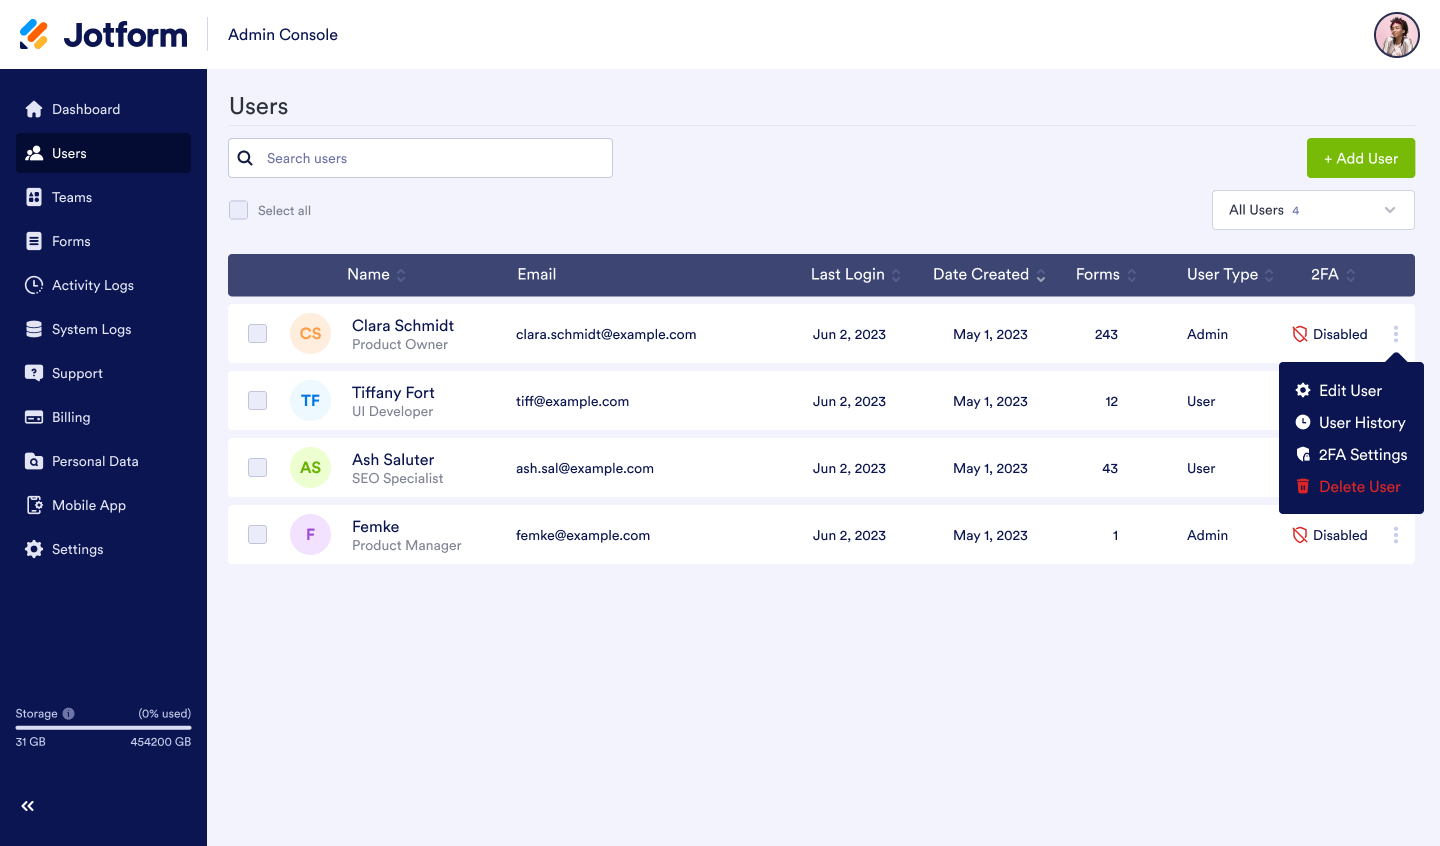 Jotform
Admin Console
Dashboard
Users
Teams
Forms
Activity Logs
System Logs
Support
Billing
Personal Data
Mobile App
Settings
Storage (0% used)
31 GB 454200 GB
Users
Search users
+ Add User
Select all
All Users 4
Name Email Last Login Date Created Forms User Type 2FA
CS Clara Schmidt clara.schmidt@example.com Jun 2, 2023 May 1, 2023 243 Admin Disabled
Product Owner
TF Tiffany Fort tiff@example.com Jun 2, 2023 May 1, 2023 12 User
UI Developer
AS Ash Saluter ash.sal@example.com Jun 2, 2023 May 1, 2023 43 User
SEO Specialist
F Femke femke@example.com Jun 2, 2023 May 1, 2023 1 Admin Disabled
Product Manager
Edit User
User History
2FA Settings
Delete User